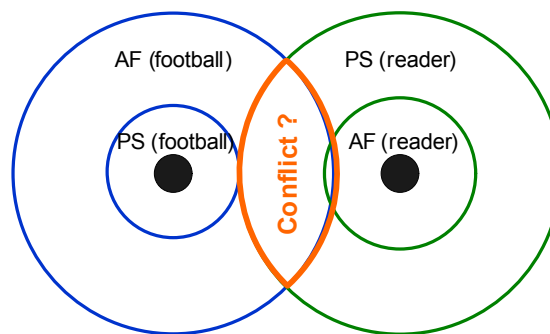 AF (football)
PS (reader)
PS (football)
AF (reader)
Conflict ?